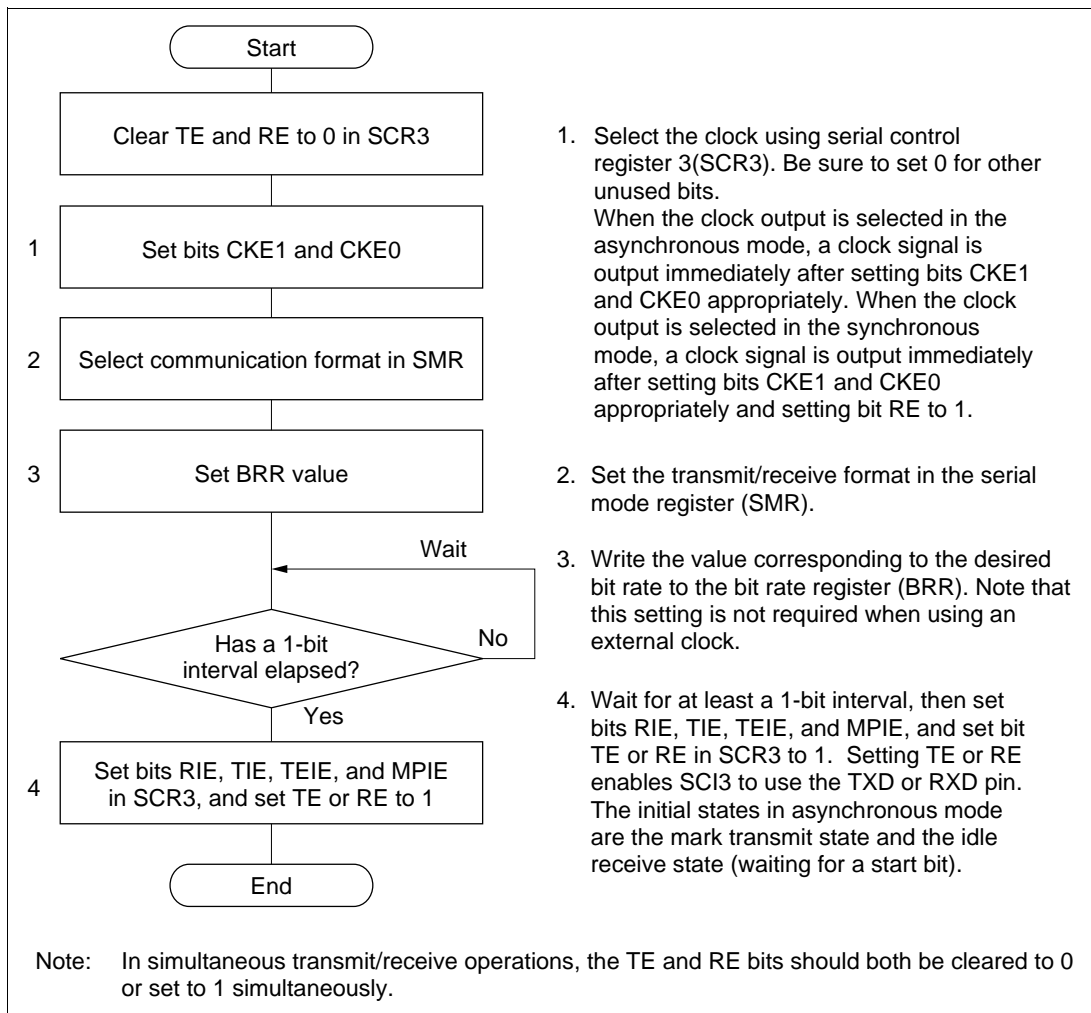 Start
Clear TE and RE to 0 in SCR3
1
Set bits CKE1 and CKE0
2
Select communication format in SMR
3
Set BRR value
Wait
Has a 1-bit
interval elapsed?
No
Yes
4
Set bits RIE, TIE, TEIE, and MPIE
in SCR3, and set TE or RE to 1
End
1. Select the clock using serial control
register 3(SCR3). Be sure to set 0 for other
unused bits.
When the clock output is selected in the
asynchronous mode, a clock signal is
output immediately after setting bits CKE1
and CKE0 appropriately. When the clock
output is selected in the synchronous
mode, a clock signal is output immediately
after setting bits CKE1 and CKE0
appropriately and setting bit RE to 1.
2. Set the transmit/receive format in the serial
mode register (SMR).
3. Write the value corresponding to the desired
bit rate to the bit rate register (BRR). Note that
this setting is not required when using an
external clock.
4. Wait for at least a 1-bit interval, then set
bits RIE, TIE, TEIE, and MPIE, and set bit
TE or RE in SCR3 to 1. Setting TE or RE
enables SCI3 to use the TXD or RXD pin.
The initial states in asynchronous mode
are the mark transmit state and the idle
receive state (waiting for a start bit).
Note: In simultaneous transmit/receive operations, the TE and RE bits should both be cleared to 0
or set to 1 simultaneously.